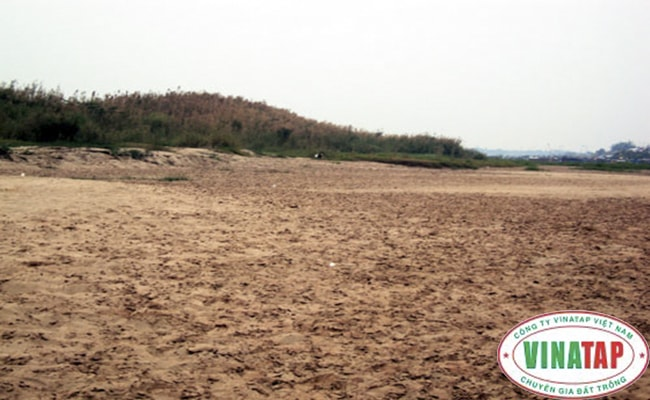 CÔNG TY VINATAP VIỆT NAM
VINATAP
CHUYÊN GIA ĐẤT TRỒNG